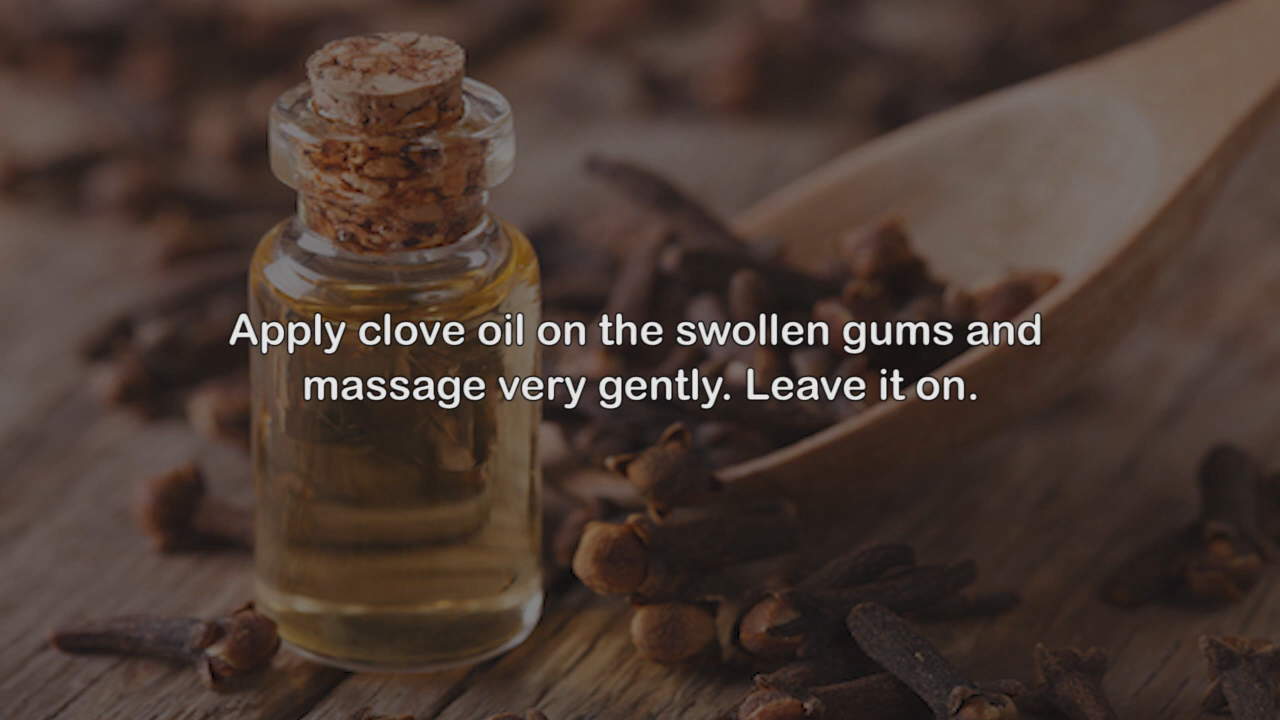 Apply clove oil on the swollen gums and
massage very gently. Leave it on.